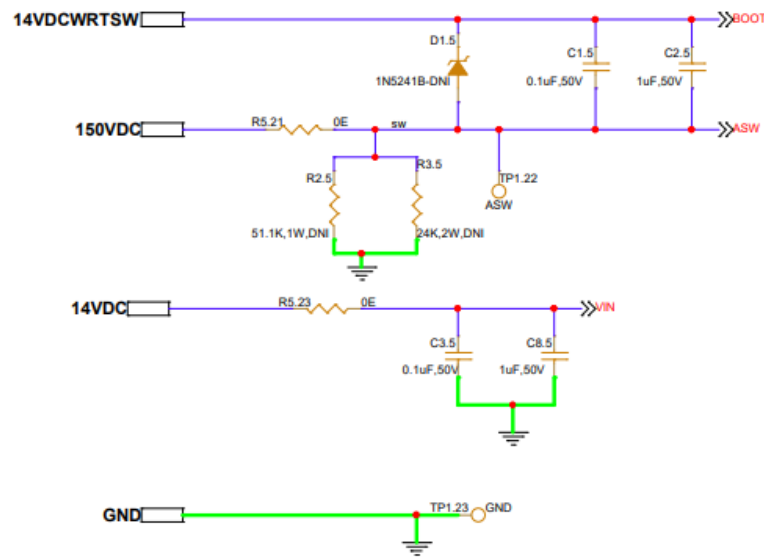 14VDCWRTSW
BOOT
D1.5
C1.5
C2.5
1N5241B-DNI
0.1uF,50V
1uF,50V
150VDC
R5.21
0E
sw
ASW
R2.5
R3.5
TP1.22
ASW
51.1K,1W,DNI
24K,2W,DNI
14VDC
R5.23
0E
VIN
C3.5
C8.5
0.1uF,50V
1uF,50V
GND
TP1.23
GND